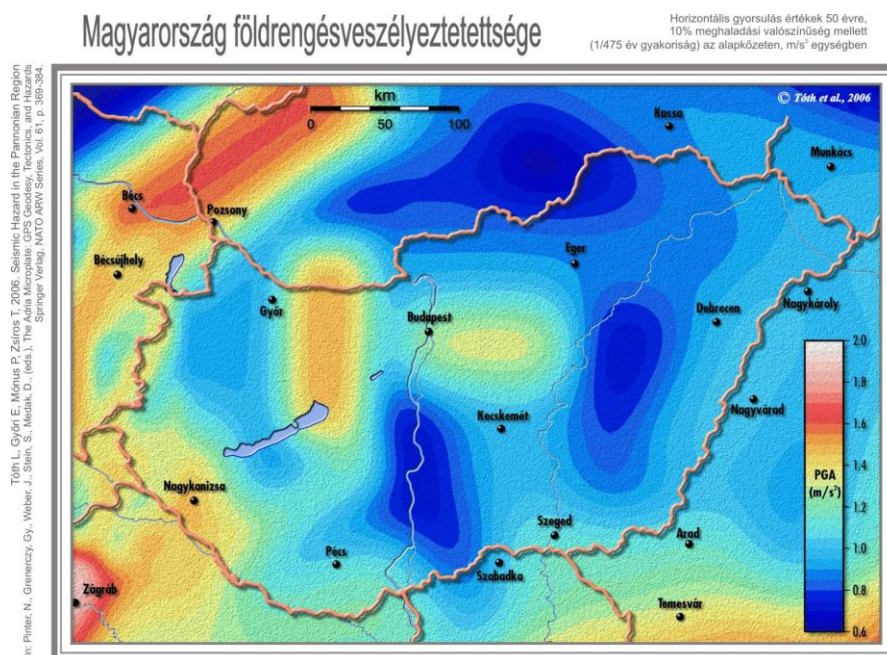 Magyarország földrengésveszélyeztetettsége
Horizontális gyorsulás értékek 50 évre,
10% meghaladási valószínűség mellett
(1/475 év gyakoriság) az alapkőzeten, m/s² egységben
Tóth L, Győri E, Mónus P, Zsíros T, 2006. Seismic Hazard in the Pannonian Region
In: Pinter, N., Grenerczy, Gy., Weber, J., Stein, S., Medak, D., (eds.), The Adria Microplate: GPS Geodesy, Tectonics, and Hazards
Springer Verlag, NATO ARW Series, Vol. 61, p. 369-384.
© Tóth et al., 2006
km
0 50 100
Kassa
Munkács
Bécs
Pozsony
Eger
Bécsújhely
Győr
Budapest
Debrecen
Nagykároly
Kecskemét
Nagyvárad
Nagykanizsa
Szeged
Arad
Pécs
Szabadka
Zágráb
Temesvár
2.0
1.8
1.6
1.4
1.2
1.0
0.8
0.6
PGA
(m/s²)